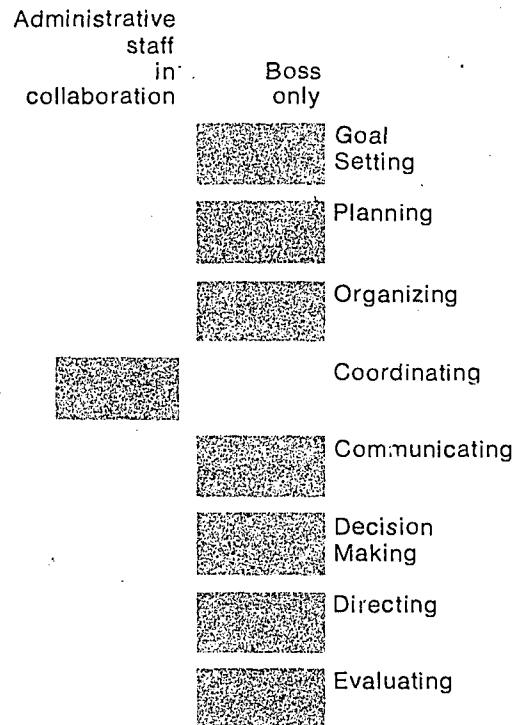 Administrative
staff
in
collaboration
Boss
only
Goal
Setting
Planning
Organizing
Coordinating
Communicating
Decision
Making
Directing
Evaluating